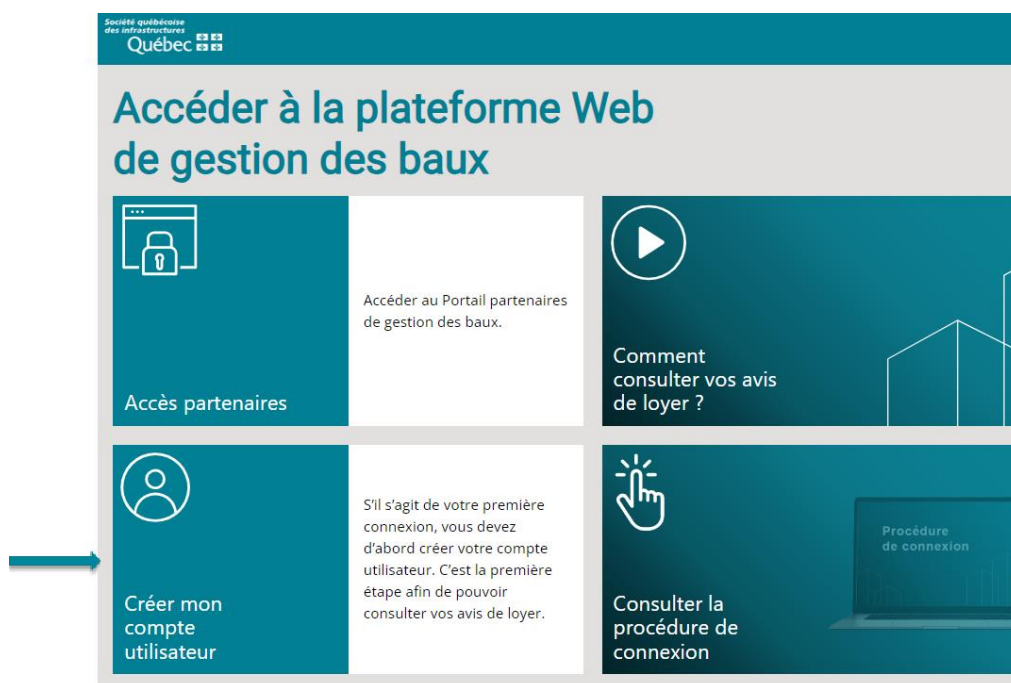 Société québécoise
des infrastructures
Québec
Accéder à la plateforme Web
de gestion des baux
Accès partenaires
Accéder au Portail partenaires
de gestion des baux.
Comment
consulter vos avis
de loyer ?
Créer mon
compte
utilisateur
S'il s'agit de votre première
connexion, vous devez
d'abord créer votre compte
utilisateur. C'est la première
étape afin de pouvoir
consulter vos avis de loyer.
Procédure
de connexion
Consulter la
procédure de
connexion